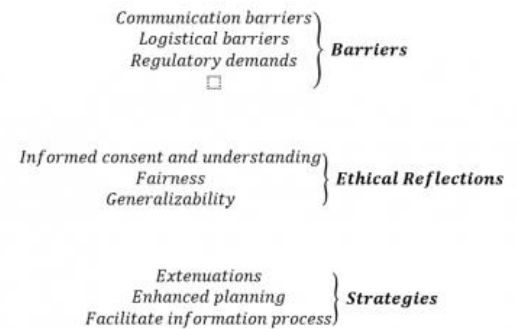 Communication barriers
Logistical barriers
Regulatory demands
Barriers
Informed consent and understanding
Fairness
Generalizability
Ethical Reflections
Extenuations
Enhanced planning
Facilitate information process
Strategies